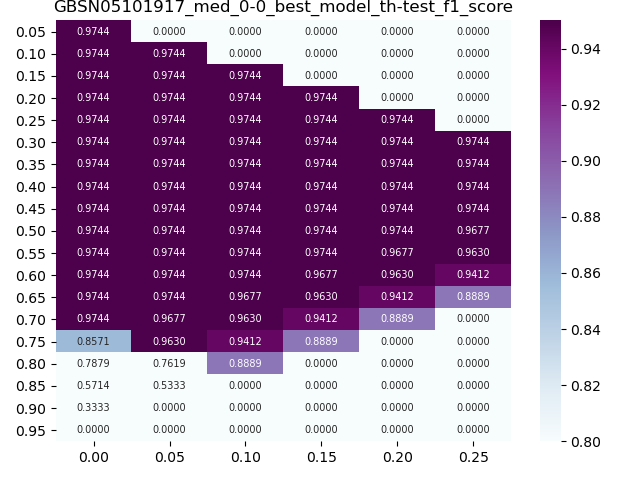 GBSN05101917_med_0-0_best_model_th-test_f1_score
0.05 0.9744 0.0000 0.0000 0.0000 0.0000 0.0000
0.10 0.9744 0.9744 0.0000 0.0000 0.0000 0.0000
0.15 0.9744 0.9744 0.9744 0.0000 0.0000 0.0000
0.20 0.9744 0.9744 0.9744 0.9744 0.0000 0.0000
0.25 0.9744 0.9744 0.9744 0.9744 0.9744 0.0000
0.30 0.9744 0.9744 0.9744 0.9744 0.9744 0.9744
0.35 0.9744 0.9744 0.9744 0.9744 0.9744 0.9744
0.40 0.9744 0.9744 0.9744 0.9744 0.9744 0.9744
0.45 0.9744 0.9744 0.9744 0.9744 0.9744 0.9744
0.50 0.9744 0.9744 0.9744 0.9744 0.9744 0.9677
0.55 0.9744 0.9744 0.9744 0.9744 0.9677 0.9630
0.60 0.9744 0.9744 0.9744 0.9677 0.9630 0.9412
0.65 0.9744 0.9744 0.9677 0.9630 0.9412 0.8889
0.70 0.9744 0.9677 0.9630 0.9412 0.8889 0.0000
0.75 0.8571 0.9630 0.9412 0.8889 0.0000 0.0000
0.80 0.7879 0.7619 0.8889 0.0000 0.0000 0.0000
0.85 0.5714 0.5333 0.0000 0.0000 0.0000 0.0000
0.90 0.3333 0.0000 0.0000 0.0000 0.0000 0.0000
0.95 0.0000 0.0000 0.0000 0.0000 0.0000 0.0000
0.00 0.05 0.10 0.15 0.20 0.25
0.94
0.92
0.90
0.88
0.86
0.84
0.82
0.80